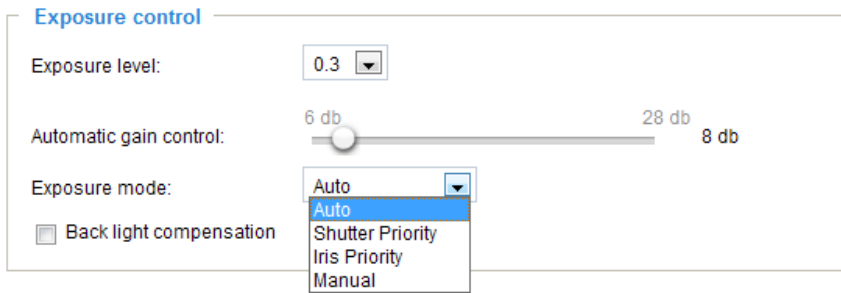 Exposure control
Exposure level:
0.3
6 db
28 db
Automatic gain control:
8 db
Exposure mode:
Auto
Auto
Shutter Priority
Iris Priority
Manual
Back light compensation